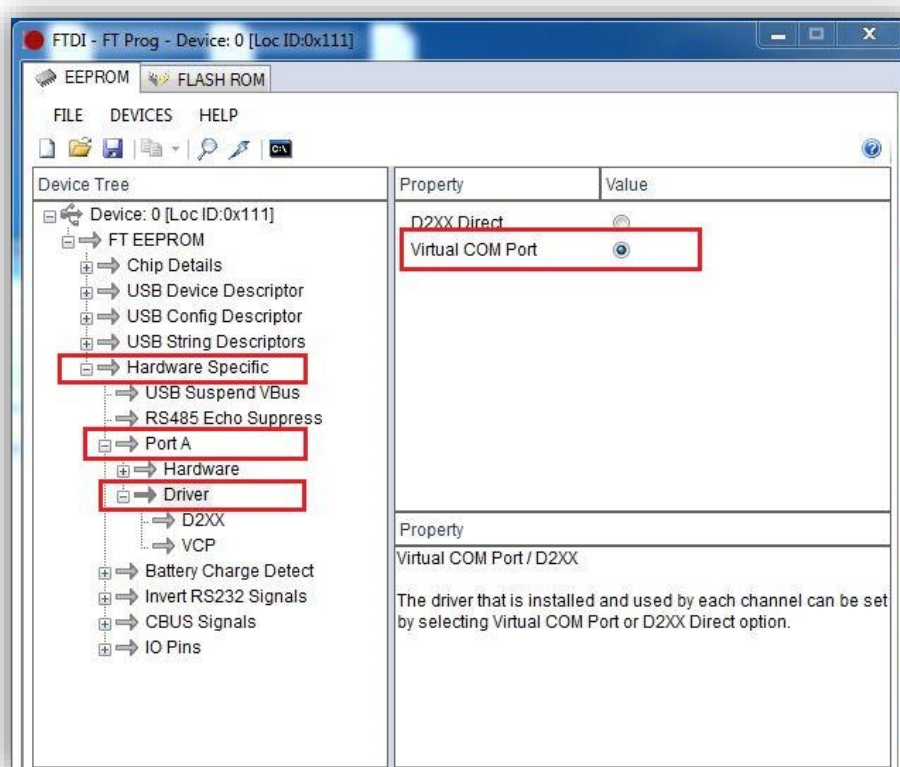 FTDI - FT Prog - Device: 0 [Loc ID:0x111]
EEPROM FLASH ROM
FILE DEVICES HELP
C:\
Device Tree
Device: 0 [Loc ID:0x111]
FT EEPROM
Chip Details
USB Device Descriptor
USB Config Descriptor
USB String Descriptors
Hardware Specific
USB Suspend VBus
RS485 Echo Suppress
Port A
Hardware
Driver
D2XX
VCP
Battery Charge Detect
Invert RS232 Signals
CBUS Signals
IO Pins
Property Value
D2XX Direct
Virtual COM Port
Property
Virtual COM Port / D2XX
The driver that is installed and used by each channel can be set
by selecting Virtual COM Port or D2XX Direct option.